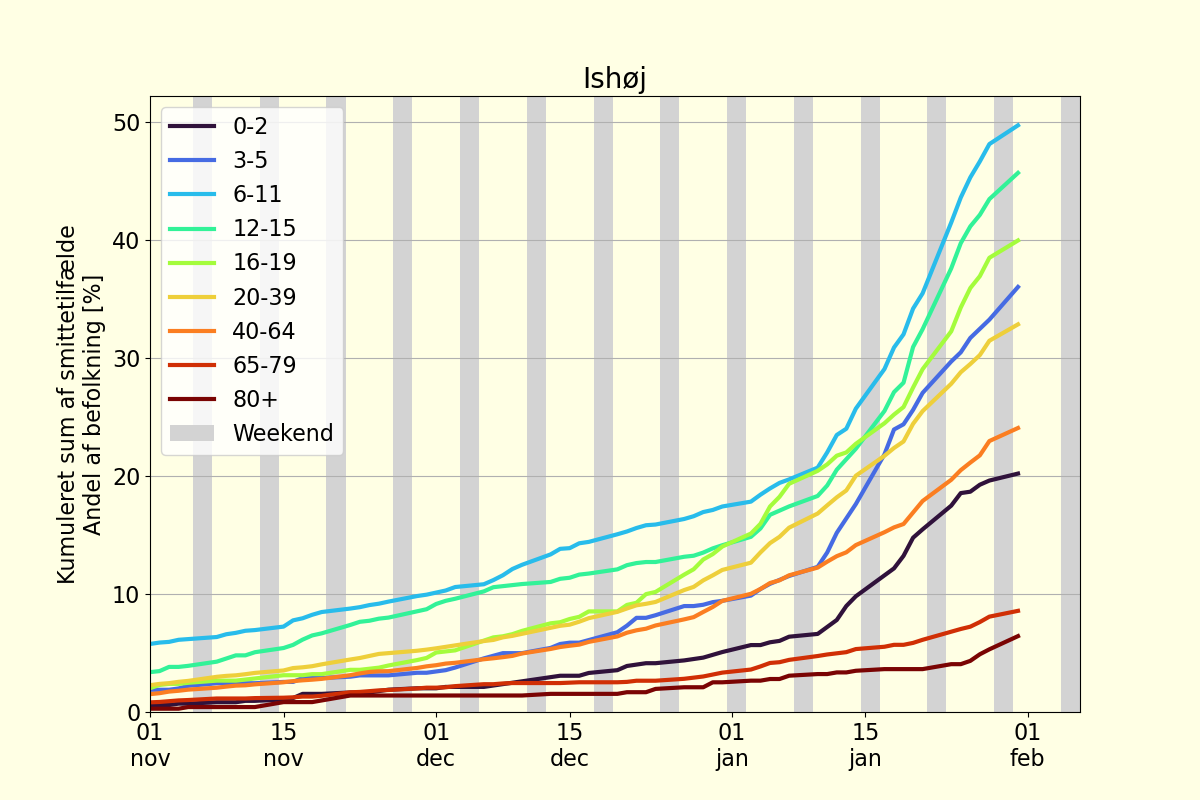 Ishøj
Kumuleret sum af smittetilfælde
Andel af befolkning [%]
50
40
30
20
10
0
0-2
3-5
6-11
12-15
16-19
20-39
40-64
65-79
80+
Weekend
01 15 01 15 01 15 01
nov nov dec dec jan jan feb